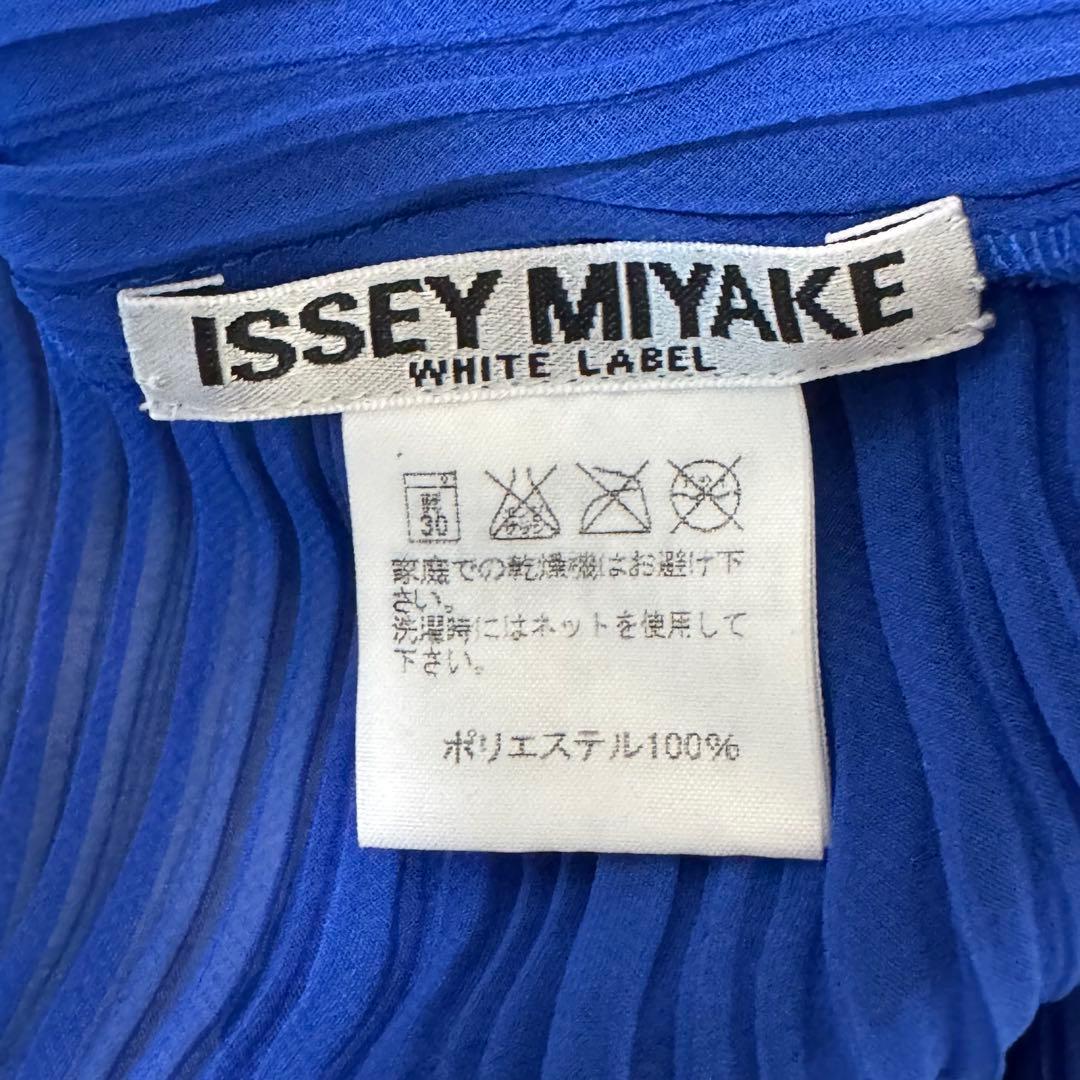 ISSEY MIYAKE
WHITE LABEL
弱
30
家庭での乾燥機はお避け下
さい。
洗濯時にはネットを使用して
下さい。
ポリエステル100%